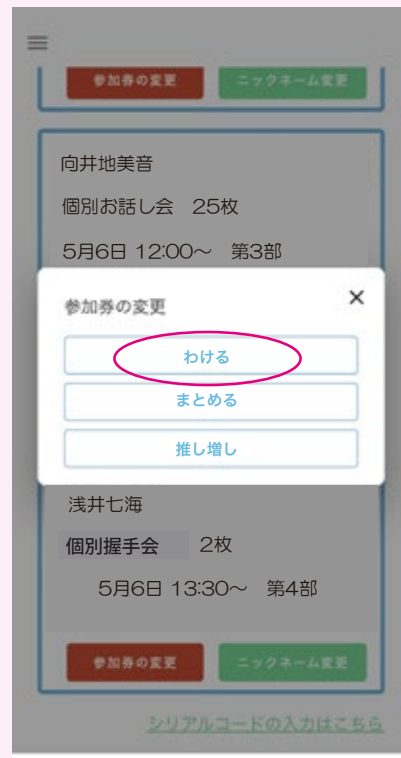 参加券の変更 ニックネーム変更
向井地美音
個別お話し会 25枚
5月6日 12:00～ 第3部
参加券の変更 ×
わける
まとめる
推し増し
浅井七海
個別握手会 2枚
5月6日 13:30～ 第4部
参加券の変更 ニックネーム変更
シリアルコードの入力はこちら